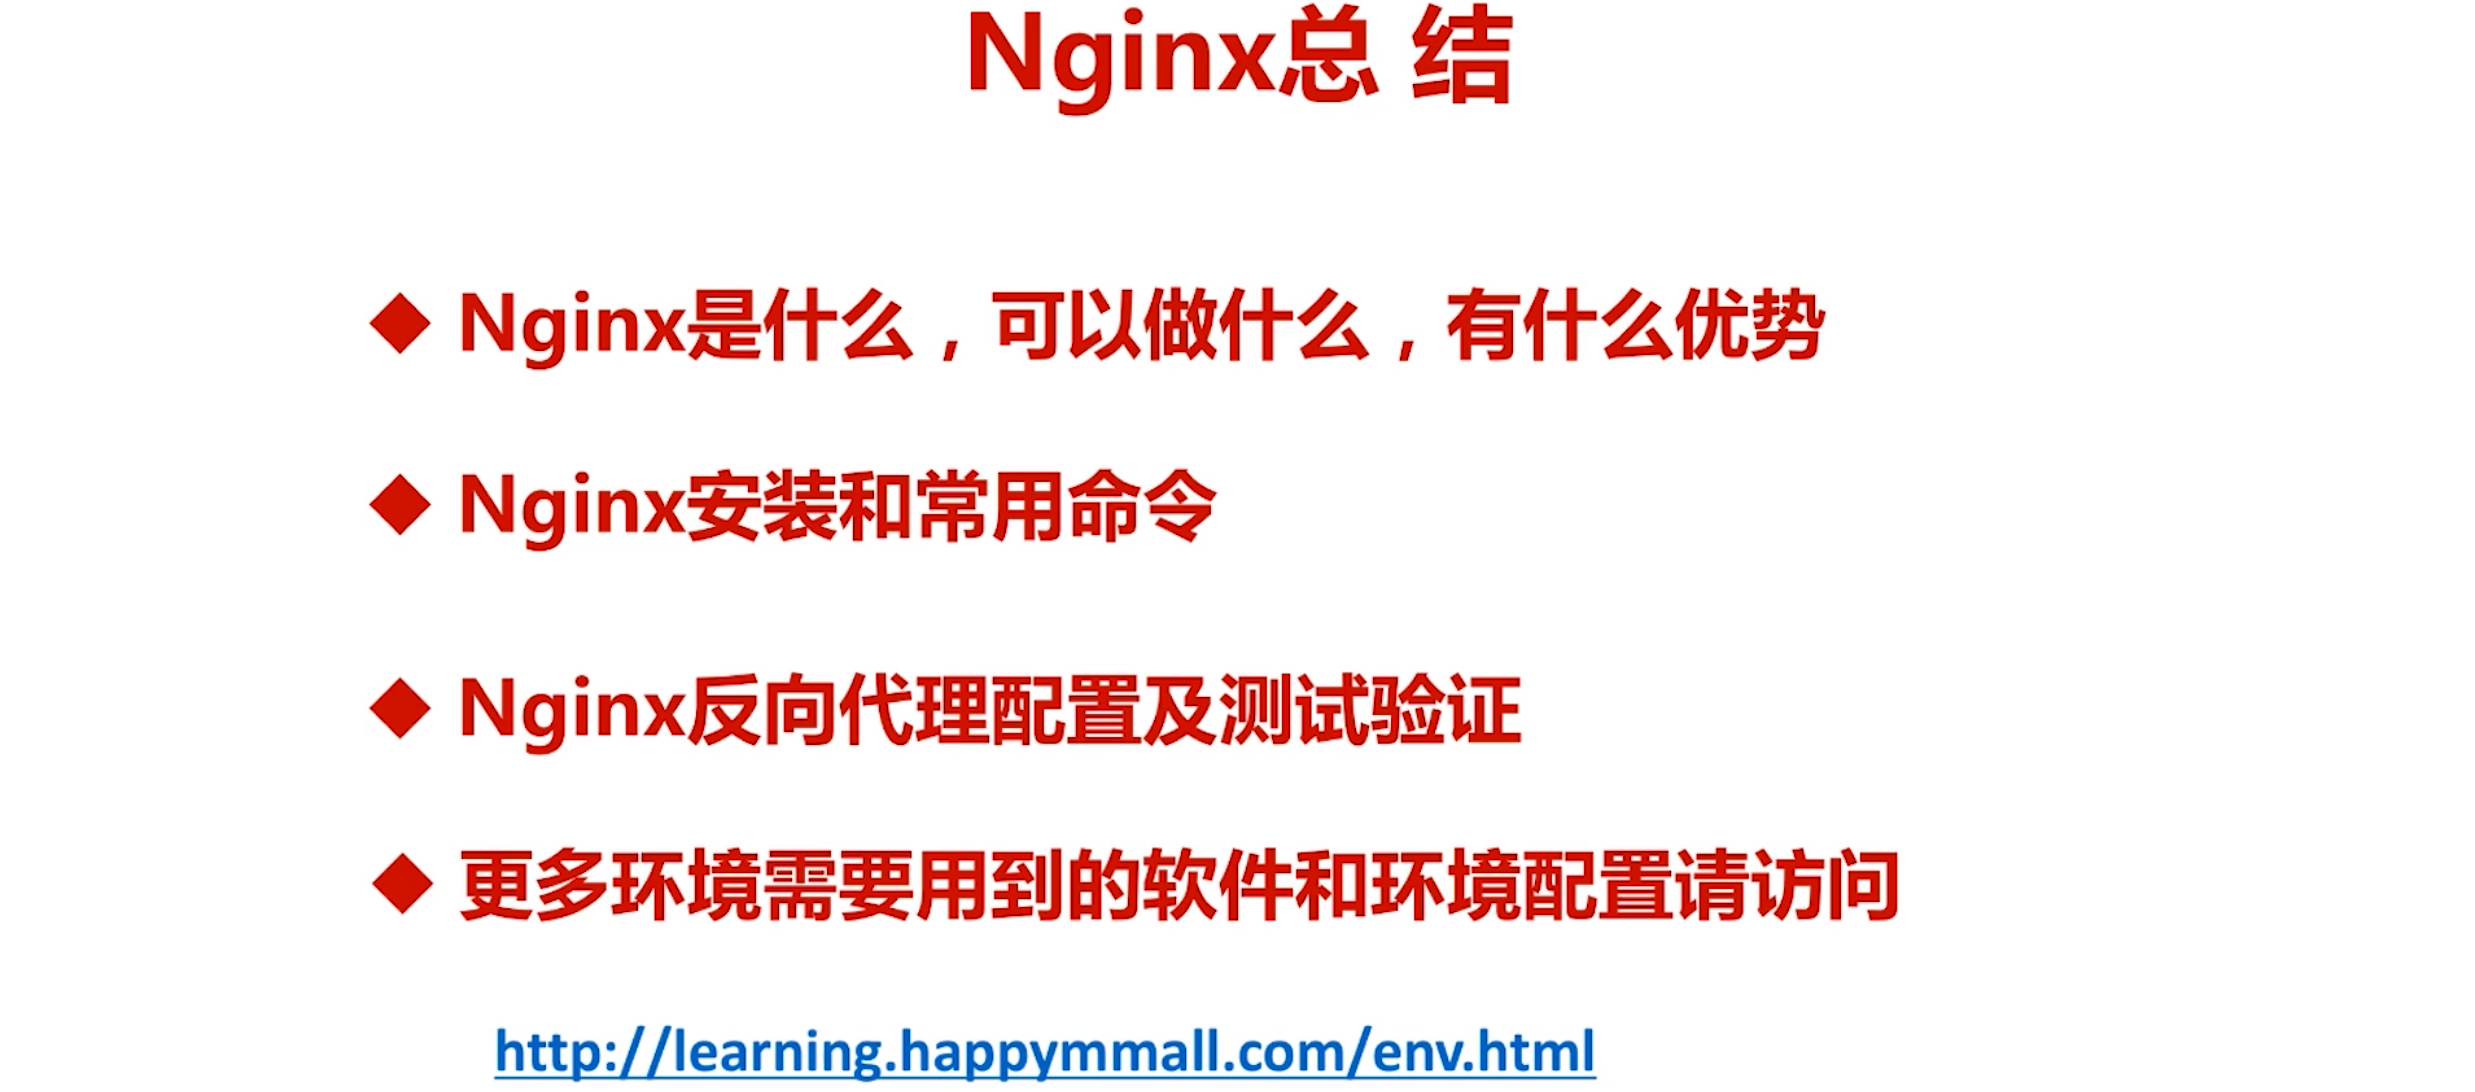 Nginx总 结
◆ Nginx是什么，可以做什么，有什么优势
◆ Nginx安装和常用命令
◆ Nginx反向代理配置及测试验证
◆ 更多环境需要用到的软件和环境配置请访问
http://learning.happymmall.com/env.html